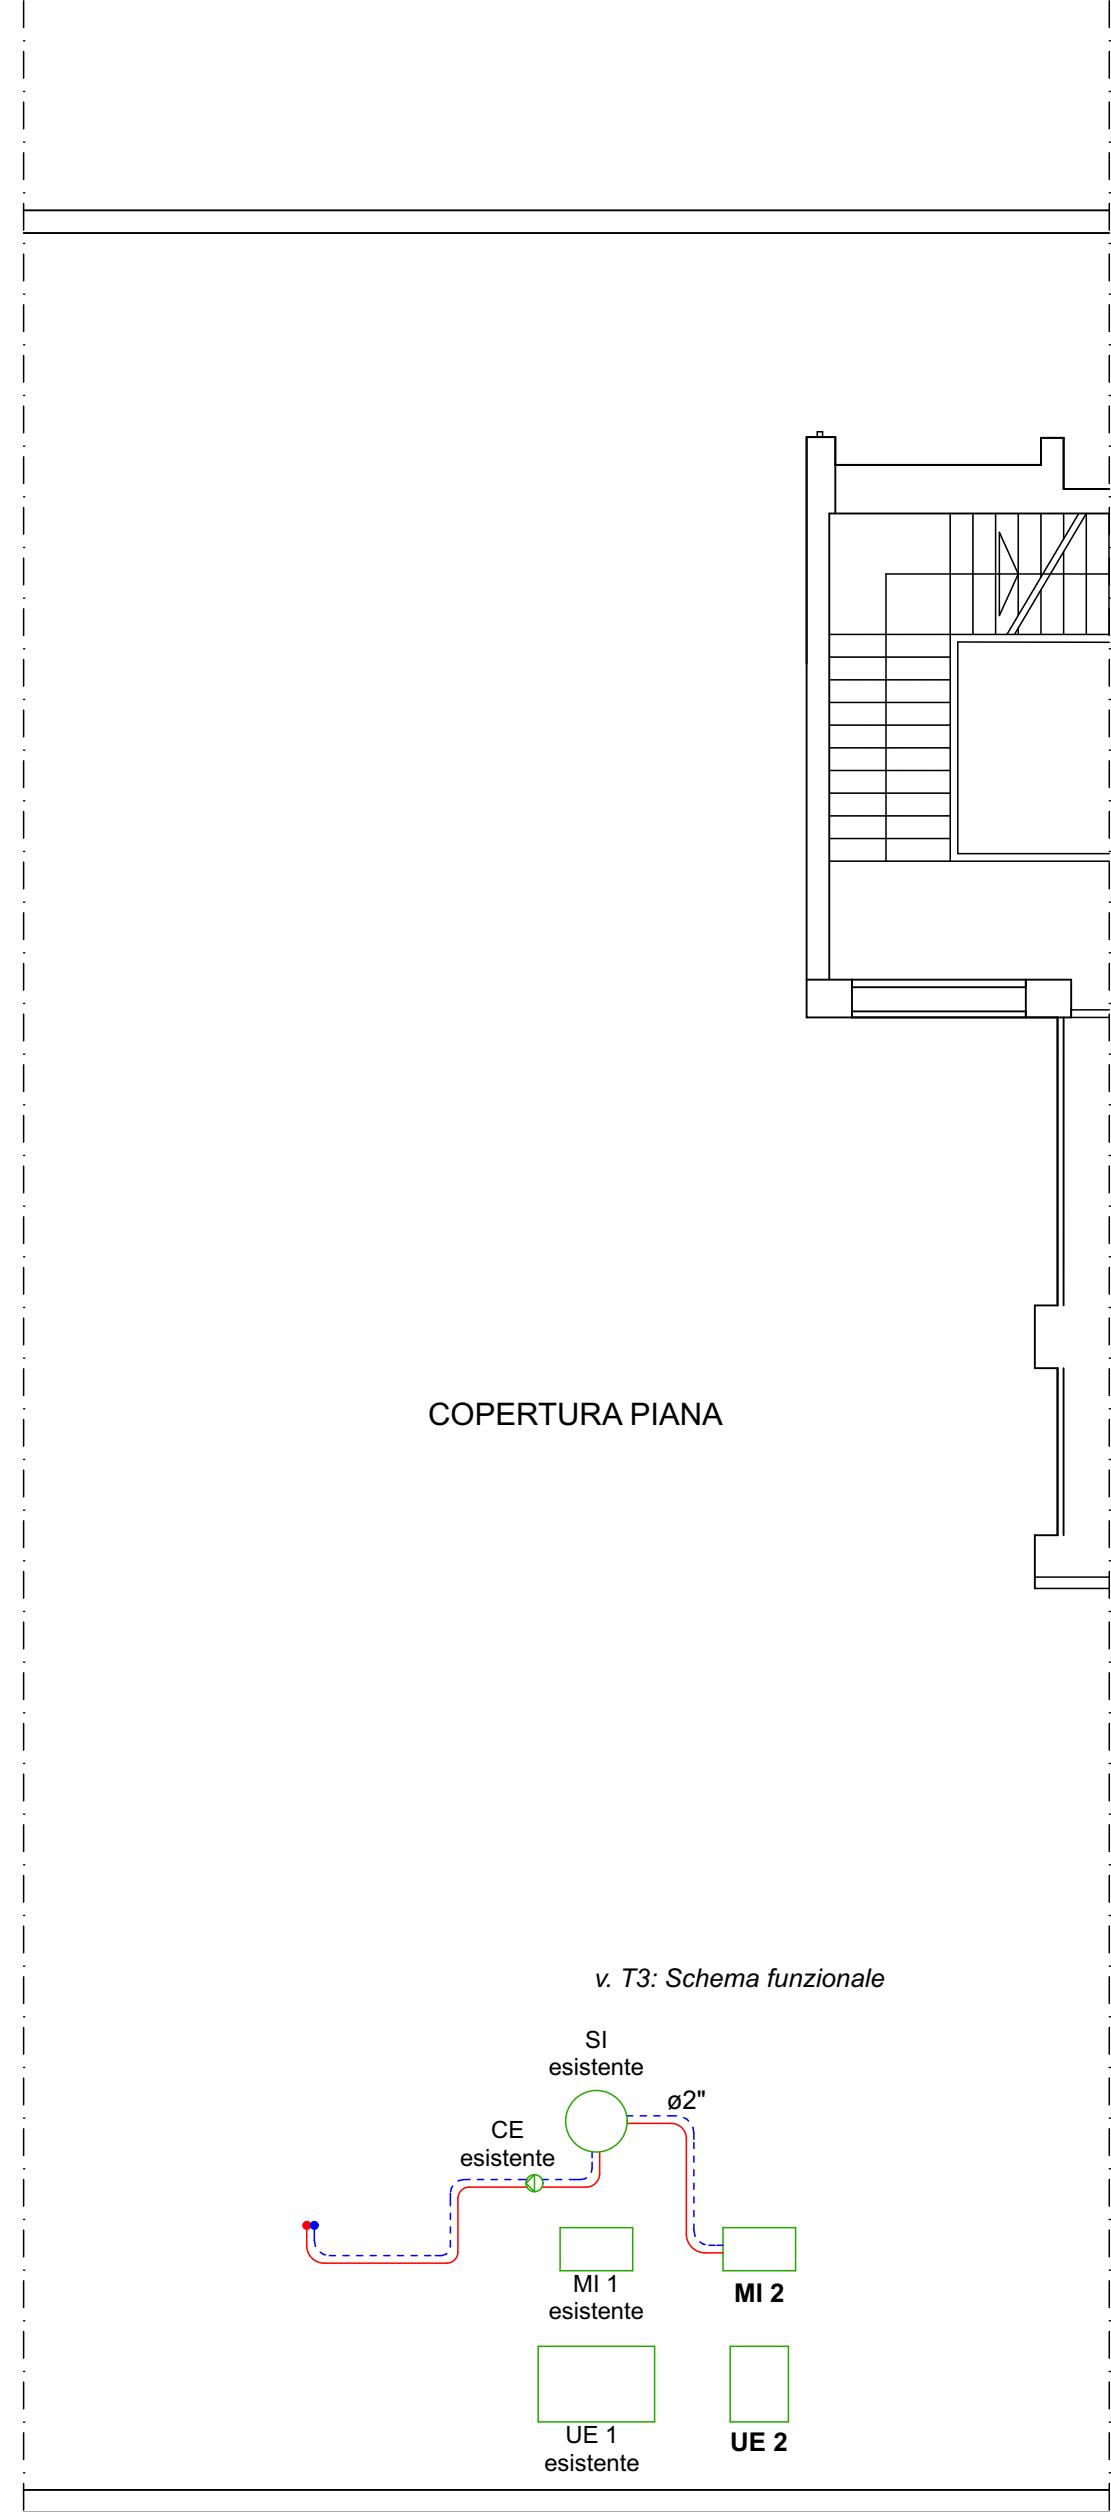 COPERTURA PIANA
v. T3: Schema funzionale
SI
esistente
ø2"
CE
esistente
MI 1
esistente
MI 2
UE 1
esistente
UE 2